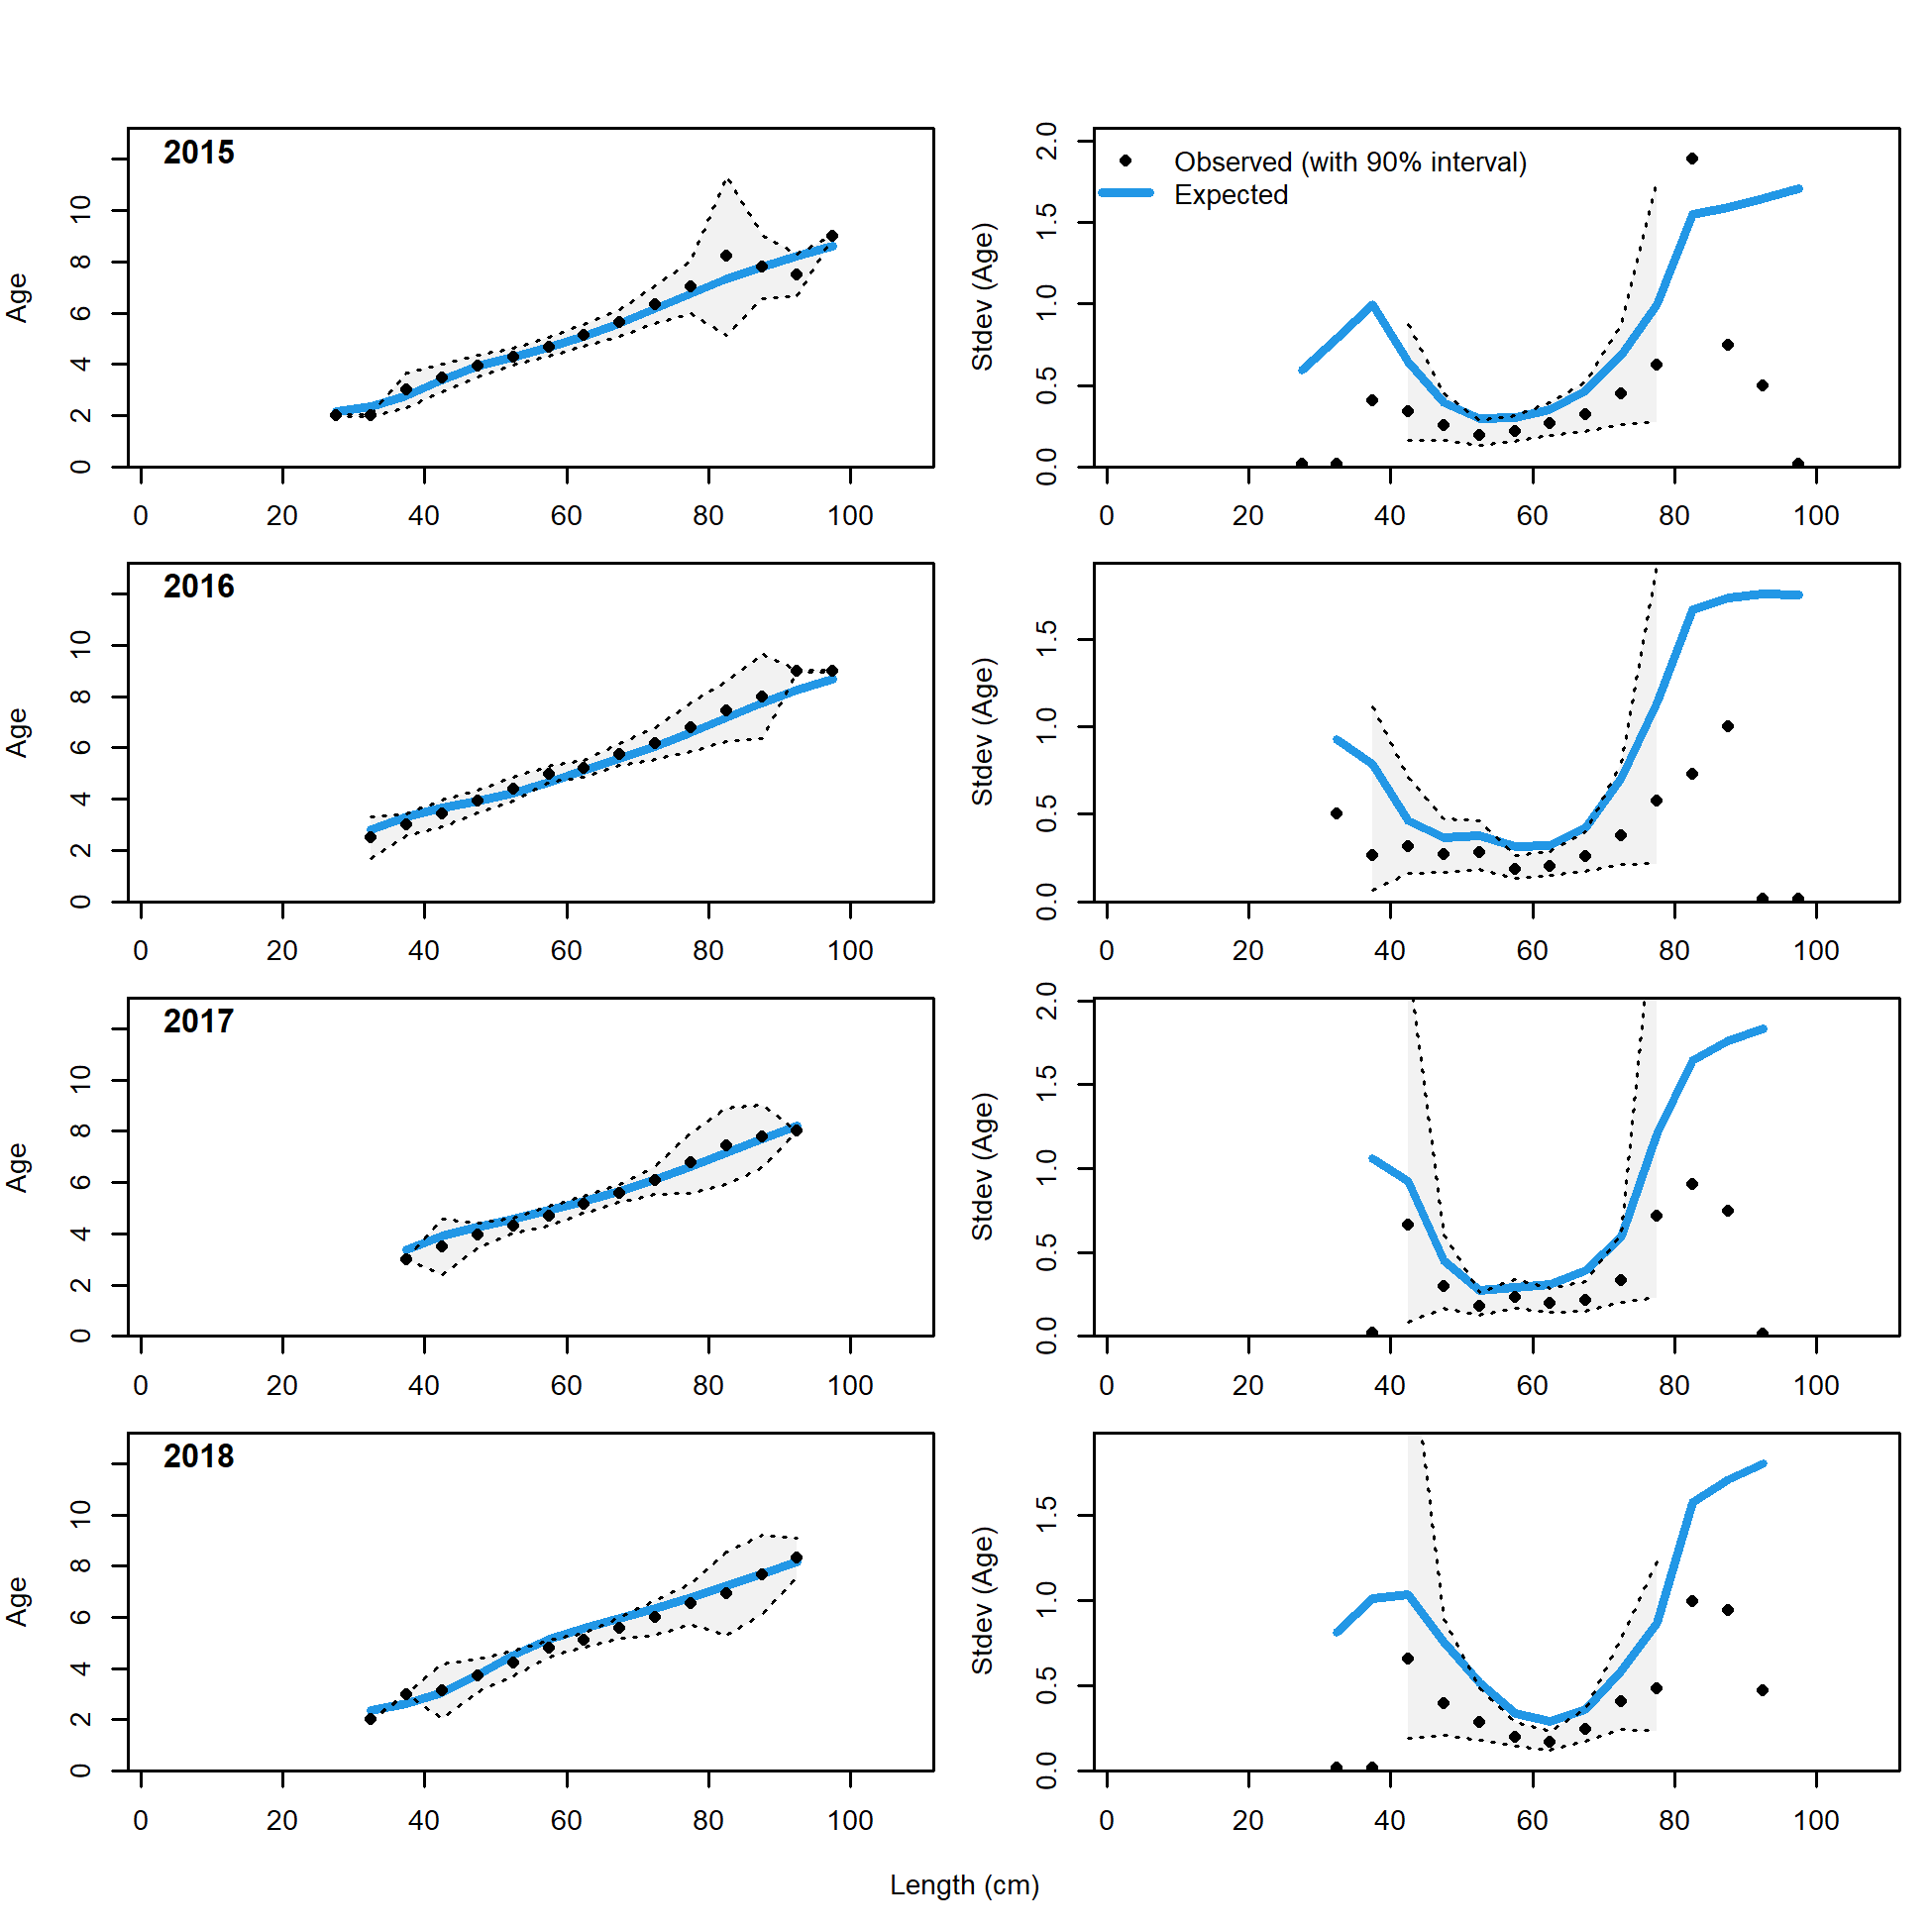 2015
Age
0 2 4 6 8 10
0 20 40 60 80 100
Observed (with 90% interval)
Expected
Stdev (Age)
0.0 0.5 1.0 1.5 2.0
0 20 40 60 80 100
2016
Age
0 2 4 6 8 10
0 20 40 60 80 100
Stdev (Age)
0.0 0.5 1.0 1.5
0 20 40 60 80 100
2017
Age
0 2 4 6 8 10
0 20 40 60 80 100
Stdev (Age)
0.0 0.5 1.0 1.5 2.0
0 20 40 60 80 100
2018
Age
0 2 4 6 8 10
0 20 40 60 80 100
Stdev (Age)
0.0 0.5 1.0 1.5
0 20 40 60 80 100
Length (cm)